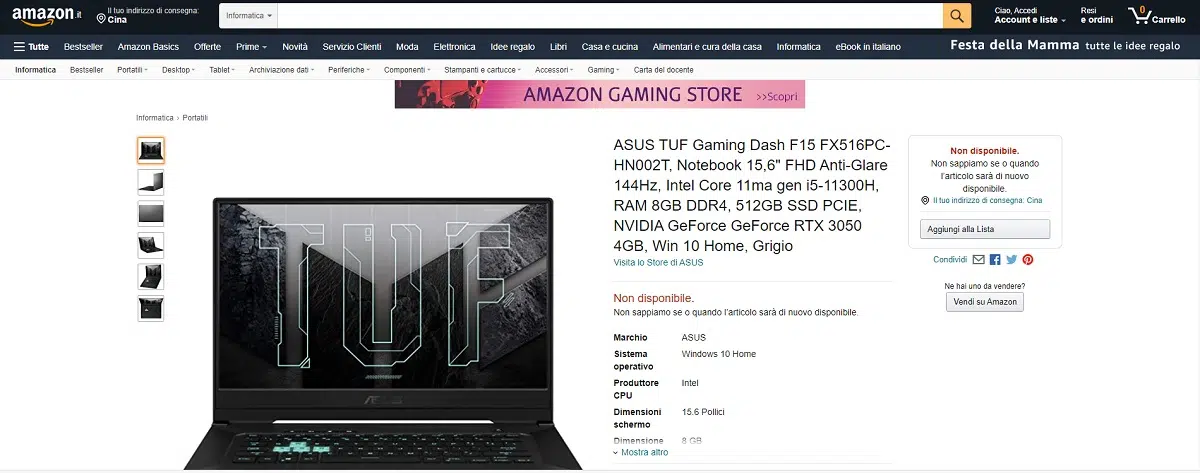 amazon.it
Il tuo indirizzo di consegna:
Cina
Informatica
Ciao, Accedi
Account e liste
Resi
e ordini
0
Carrello
Tutte
Bestseller
Amazon Basics
Offerte
Prime
Novità
Servizio Clienti
Moda
Elettronica
Idee regalo
Libri
Casa e cucina
Alimentari e cura della casa
Informatica
eBook in italiano
Festa della Mamma tutte le idee regalo
Informatica
Bestseller
Portatili
Desktop
Tablet
Archiviazione dati
Periferiche
Componenti
Stampanti e cartucce
Accessori
Gaming
Carta del docente
AMAZON GAMING STORE >>Scopri
Informatica › Portatili
TUF
ASUS
ASUS TUF Gaming Dash F15 FX516PC-
HN002T, Notebook 15,6" FHD Anti-Glare
144Hz, Intel Core 11ma gen i5-11300H,
RAM 8GB DDR4, 512GB SSD PCIE,
NVIDIA GeForce GeForce RTX 3050
4GB, Win 10 Home, Grigio
Visita lo Store di ASUS
Non disponibile.
Non sappiamo se o quando l'articolo sarà di nuovo disponibile.
Marchio ASUS
Sistema operativo Windows 10 Home
Produttore CPU Intel
Dimensioni schermo 15.6 Pollici
Dimensione 8 GB
Mostra altro
Non disponibile.
Non sappiamo se o quando
l'articolo sarà di nuovo
disponibile.
Il tuo indirizzo di consegna: Cina
Aggiungi alla Lista
Condividi
Ne hai uno da vendere?
Vendi su Amazon